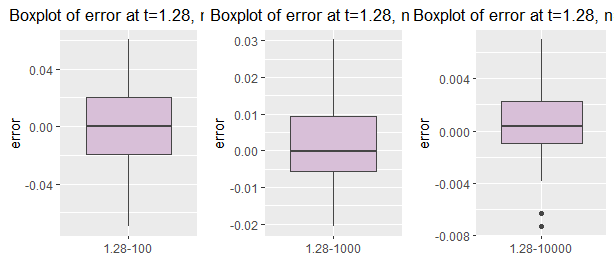 Boxplot of error at t=1.28, n
0.04
0.00
-0.04
error
1.28-100
Boxplot of error at t=1.28, n
0.03
0.02
0.01
0.00
-0.01
-0.02
error
1.28-1000
Boxplot of error at t=1.28, n
0.004
0.000
-0.004
-0.008
error
1.28-10000